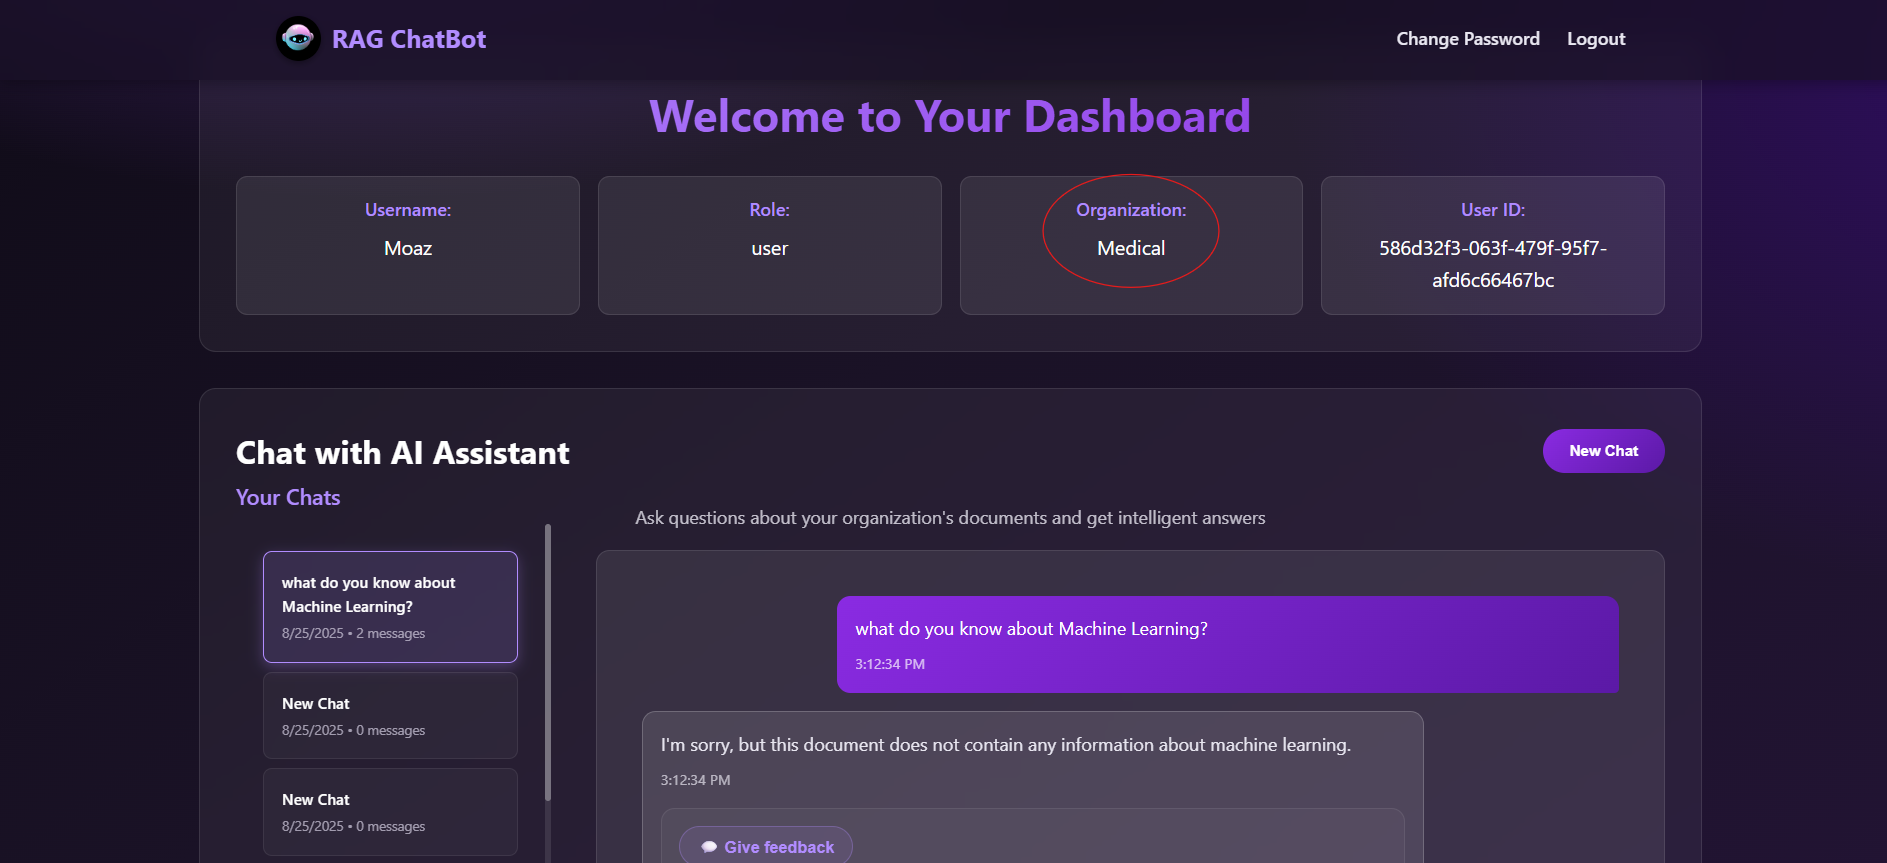 RAG ChatBot
Change Password
Logout
Welcome to Your Dashboard
Username:
Moaz
Role:
user
Organization:
Medical
User ID:
586d32f3-063f-479f-95f7-
afd6c66467bc
Chat with AI Assistant
New Chat
Your Chats
Ask questions about your organization's documents and get intelligent answers
what do you know about
Machine Learning?
8/25/2025 • 2 messages
New Chat
8/25/2025 • 0 messages
New Chat
8/25/2025 • 0 messages
what do you know about Machine Learning?
3:12:34 PM
I'm sorry, but this document does not contain any information about machine learning.
3:12:34 PM
Give feedback